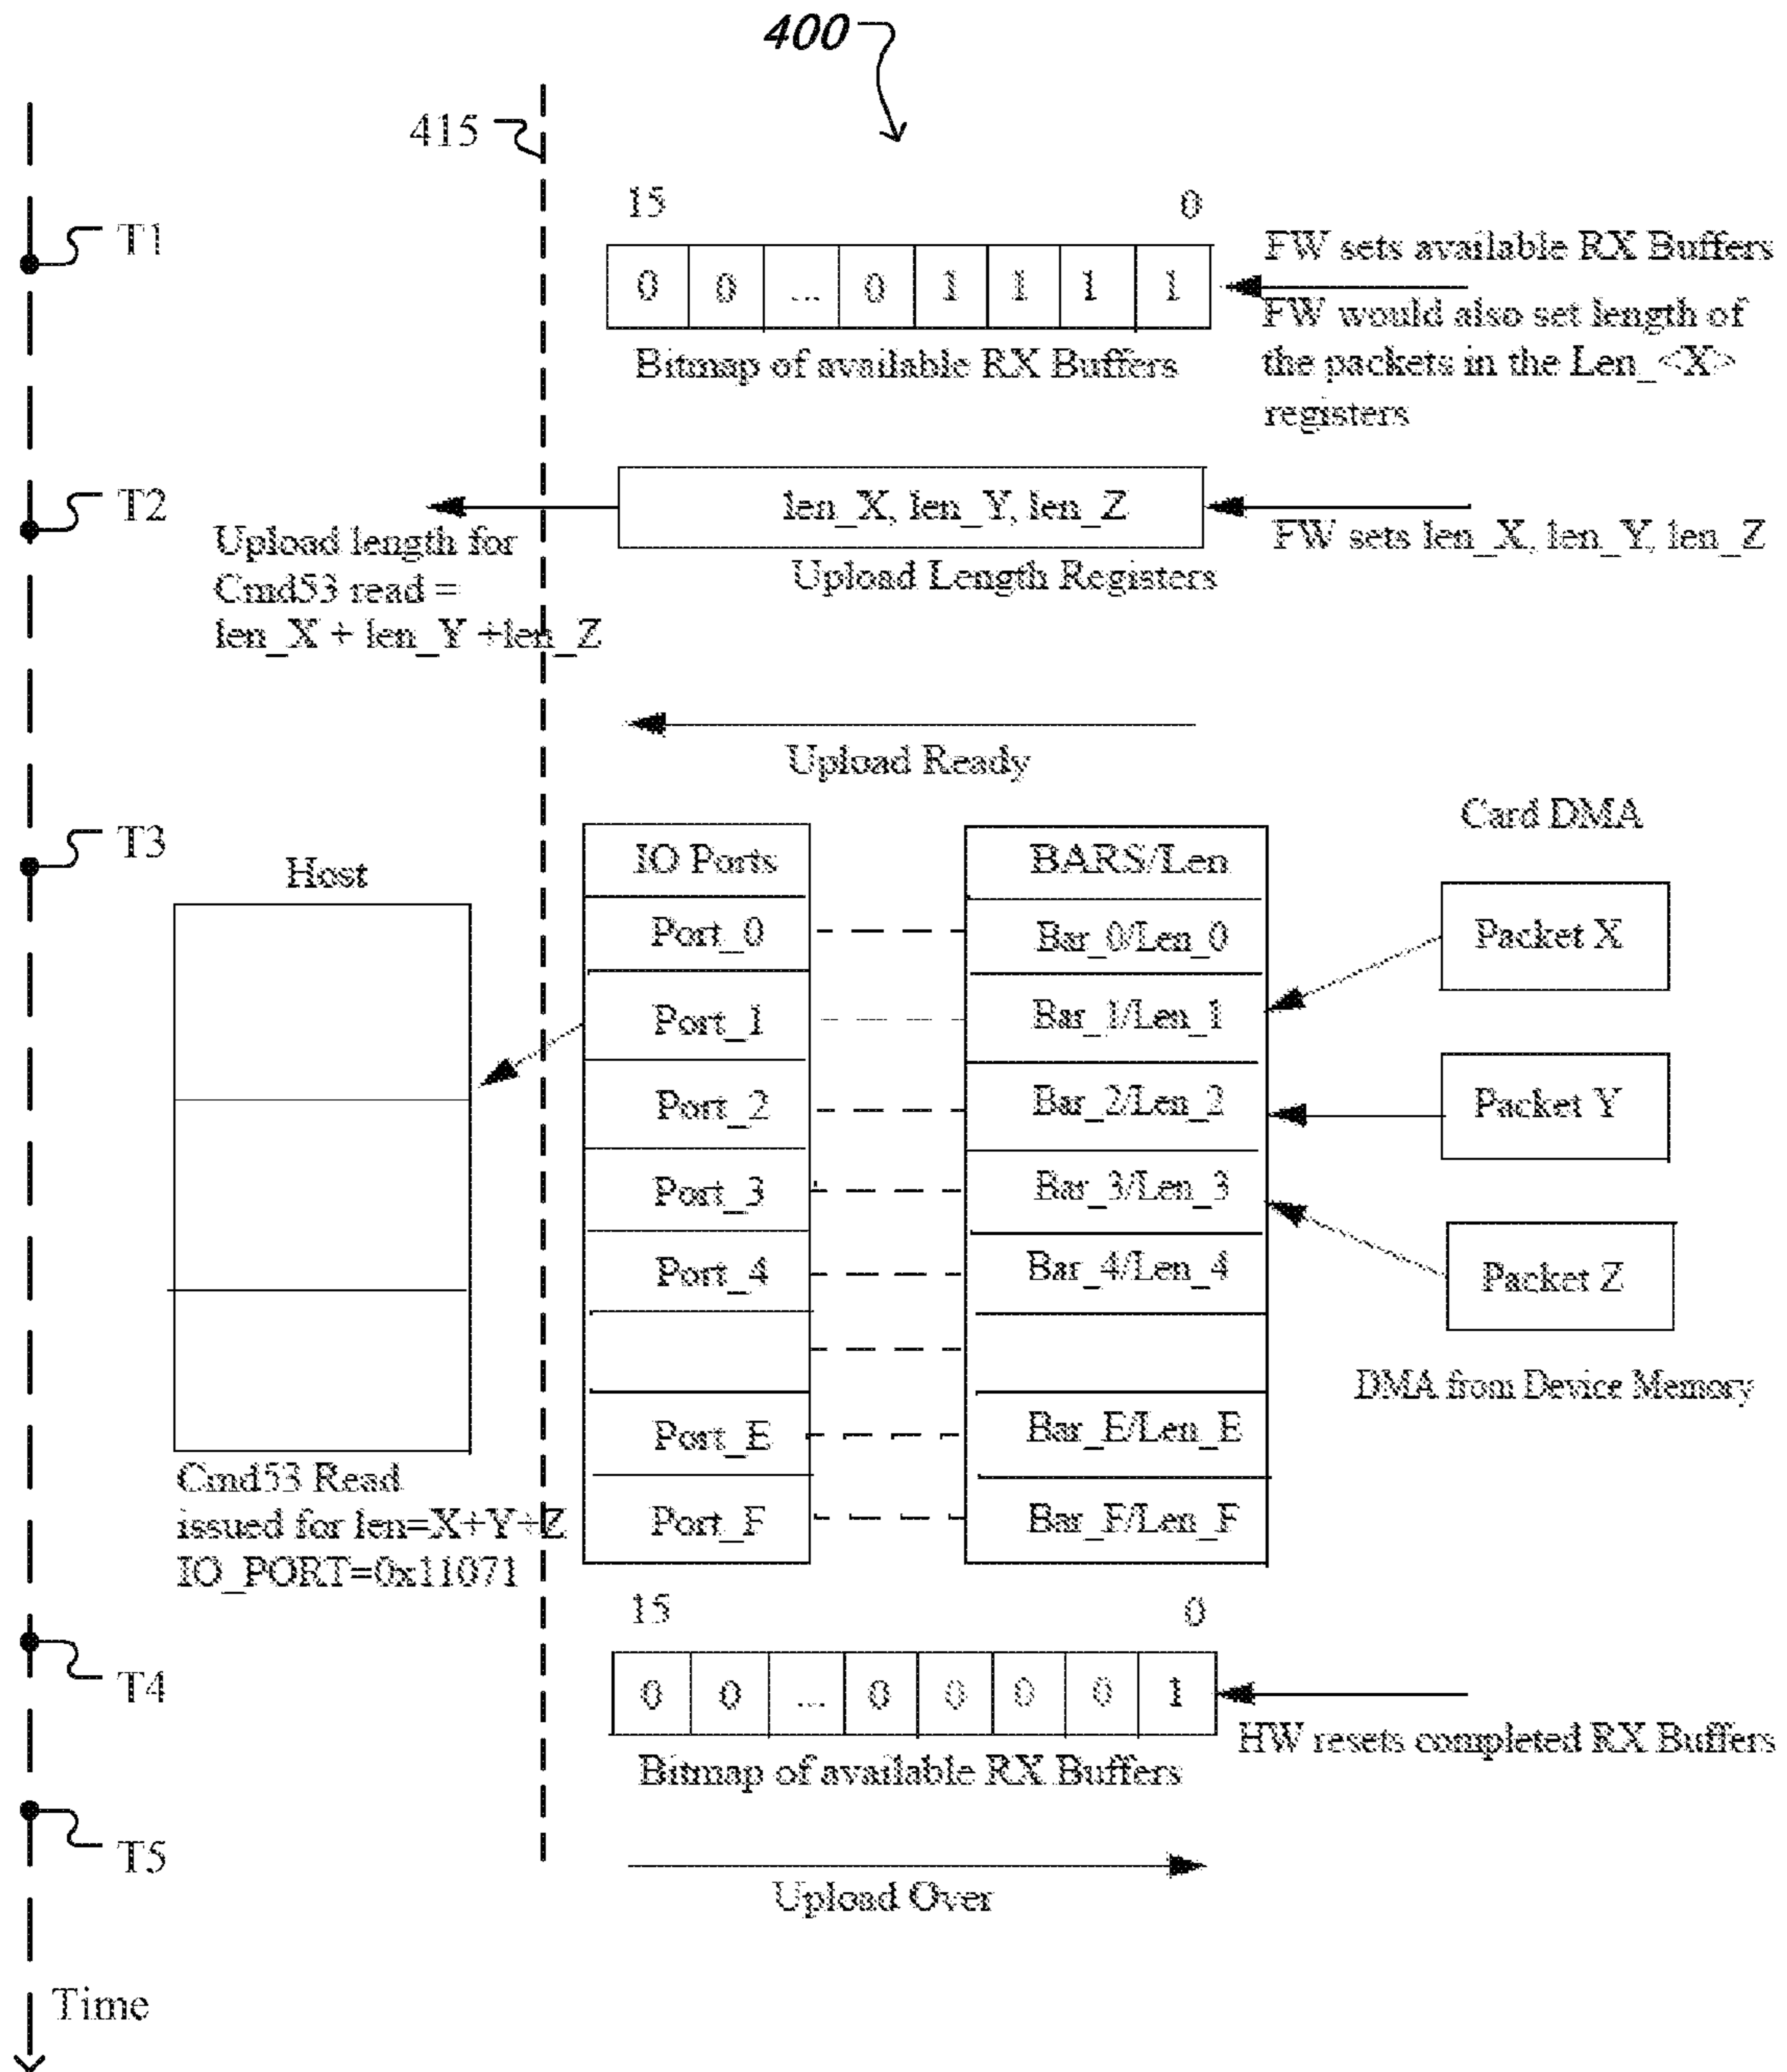 400
415
T1
15 0
0 0 ... 0 1 1 1 1
Bitmap of available RX Buffers
FW sets available RX Buffers
FW would also set length of
the packets in the Len_<X>
registers
T2
Upload length for
Cmd53 read =
len_X + len_Y +len_Z
len_X, len_Y, len_Z
Upload Length Registers
FW sets len_X, len_Y, len_Z
Upload Ready
T3
Host
Cmd53 Read
issued for len=X+Y+Z
IO_PORT=0x11071
IO Ports
Port_0
Port_1
Port_2
Port_3
Port_4
Port_E
Port_F
BARS/Len
Bar_0/Len_0
Bar_1/Len_1
Bar_2/Len_2
Bar_3/Len_3
Bar_4/Len_4
Bar_E/Len_E
Bar_F/Len_F
Card DMA
Packet X
Packet Y
Packet Z
DMA from Device Memory
T4
15 0
0 0 ... 0 0 0 0 1
Bitmap of available RX Buffers
HW resets completed RX Buffers
T5
Upload Over
Time